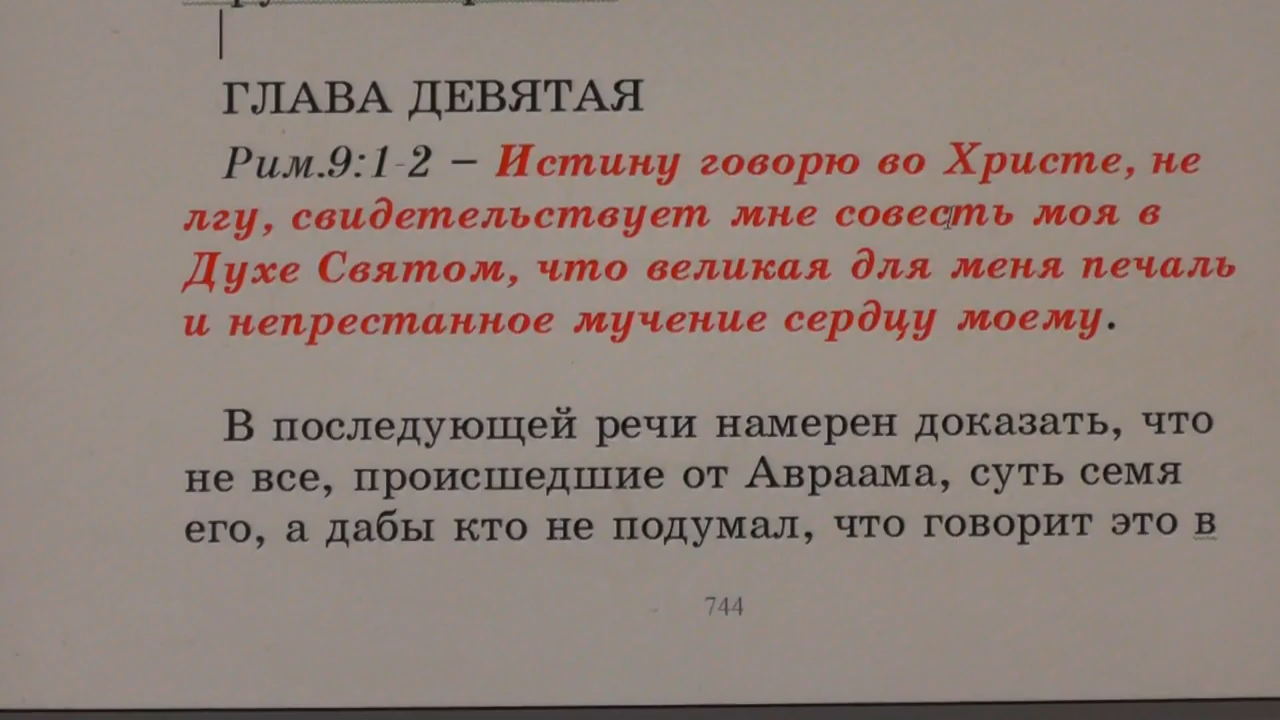 ГЛАВА ДЕВЯТАЯ
Рим.9:1-2 – Истину говорю во Христе, не
лгу, свидетельствует мне совесть моя в
Духе Святом, что великая для меня печаль
и непрестанное мучение сердцу моему.
В последующей речи намерен доказать, что
не все, происшедшие от Авраама, суть семя
его, а дабы кто не подумал, что говорит это в
744